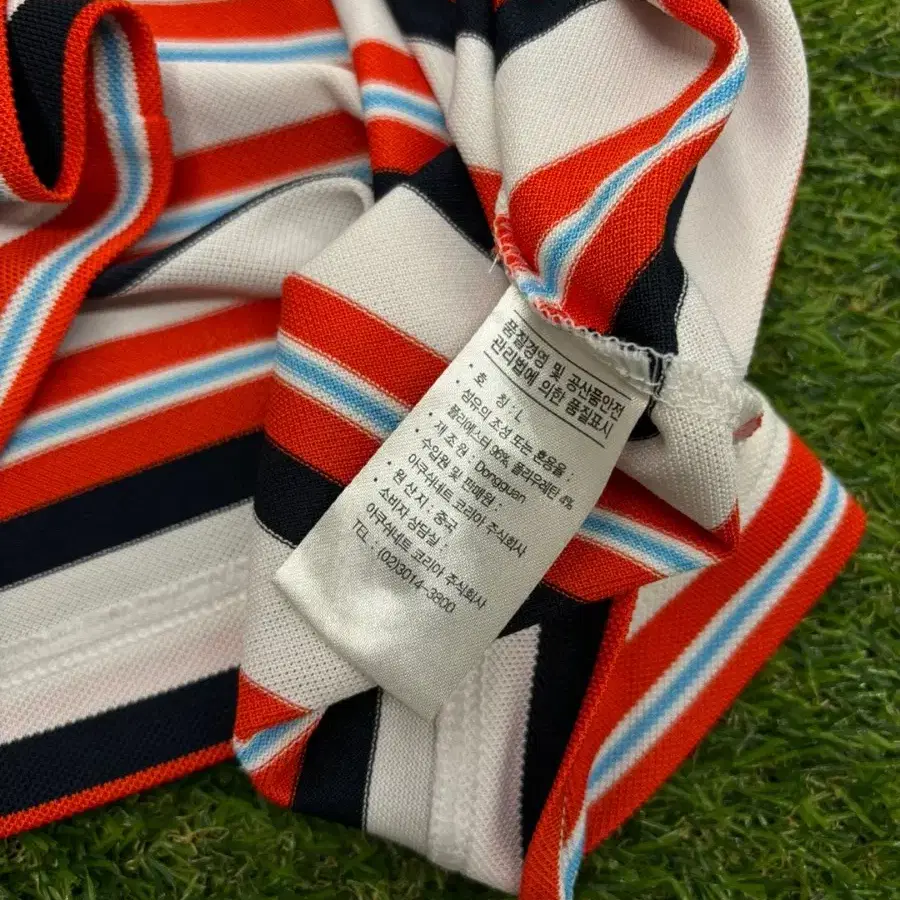 품질경영 및 공산품안전
관리법에 의한 품질표시
· 호 칭 : L
· 섬유의 조성 또는 혼용율 :
폴리에스터 96%, 폴리우레탄 4%
· 제 조 원 : Dongguan
· 수입원 및 판매원 :
아쿠쉬네트 코리아 주식회사
· 원 산 지 : 중국
· 소비자 상담실 :
아쿠쉬네트 코리아 주식회사
TEL : (02)3014-3800